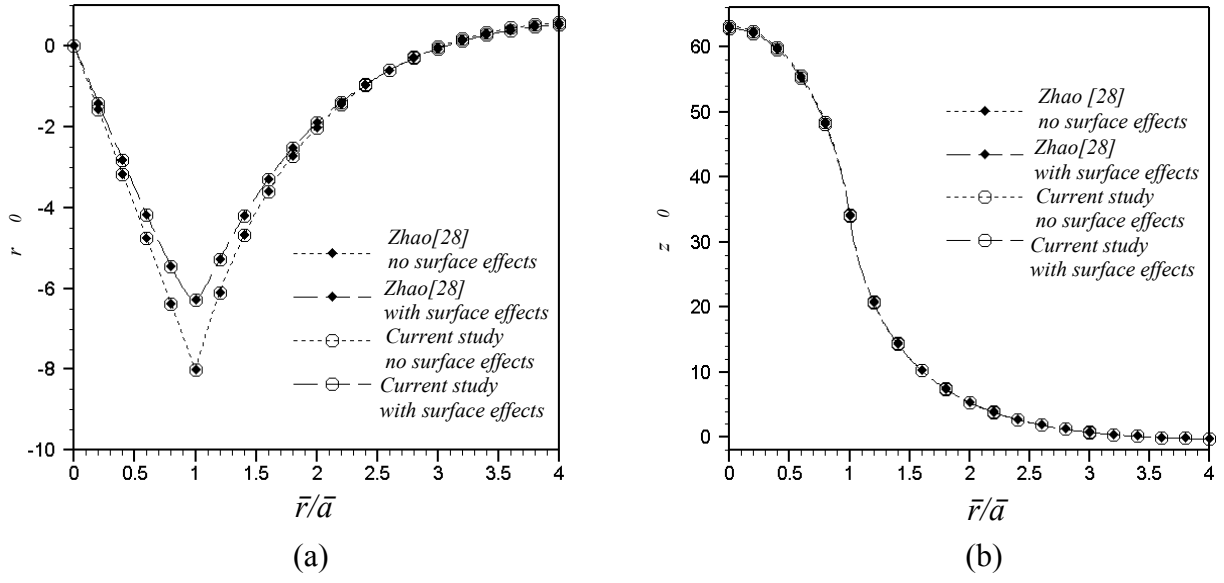 0
-2
-4
-6
-8
-10
r 0
0 0.5 1 1.5 2 2.5 3 3.5 4
r̄/ā
Zhao[28]
no surface effects
Zhao[28]
with surface effects
Current study
no surface effects
Current study
with surface effects
(a)
60
50
40
30
20
10
0
z 0
0 0.5 1 1.5 2 2.5 3 3.5 4
r̄/ā
Zhao [28]
no surface effects
Zhao[28]
with surface effects
Current study
no surface effects
Current study
with surface effects
(b)